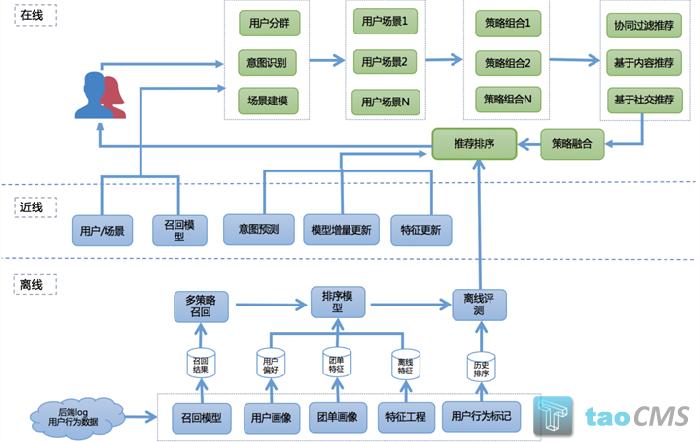 在线
用户分群
意图识别
场景建模
用户场景1
用户场景2
用户场景N
策略组合1
策略组合2
策略组合N
协同过滤推荐
基于内容推荐
基于社交推荐
推荐排序
策略融合
近线
用户/场景
召回模
型
意图预测
模型增量更新
特征更新
离线
多策略
召回
排序模
型
离线评
测
召回
结果
用户
偏好
团单
特征
离线
特征
历史
排序
后端log
用户行为数据
召回模型
用户画像
团单画像
特征工程
用户行为标记
taoCMS